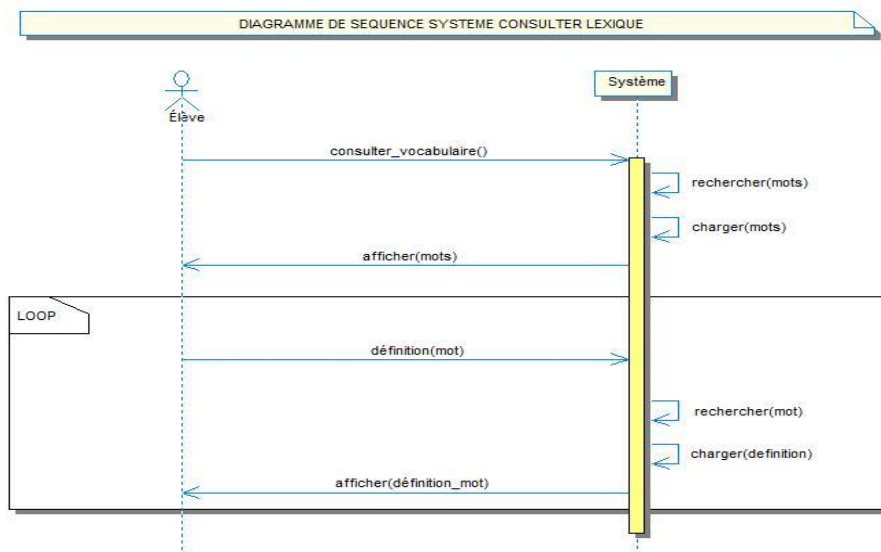 DIAGRAMME DE SEQUENCE SYSTEME CONSULTER LEXIQUE
Système
Élève
consulter_vocabulaire()
rechercher(mots)
charger(mots)
afficher(mots)
LOOP
définition(mot)
rechercher(mot)
charger(definition)
afficher(définition_mot)